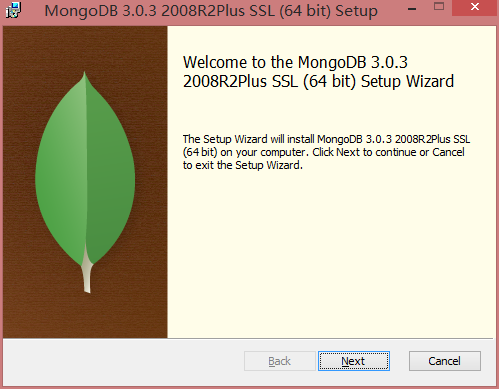 MongoDB 3.0.3 2008R2Plus SSL (64 bit) Setup
Welcome to the MongoDB 3.0.3
2008R2Plus SSL (64 bit) Setup Wizard
The Setup Wizard will install MongoDB 3.0.3 2008R2Plus SSL
(64 bit) on your computer. Click Next to continue or Cancel
to exit the Setup Wizard.
Back Next Cancel